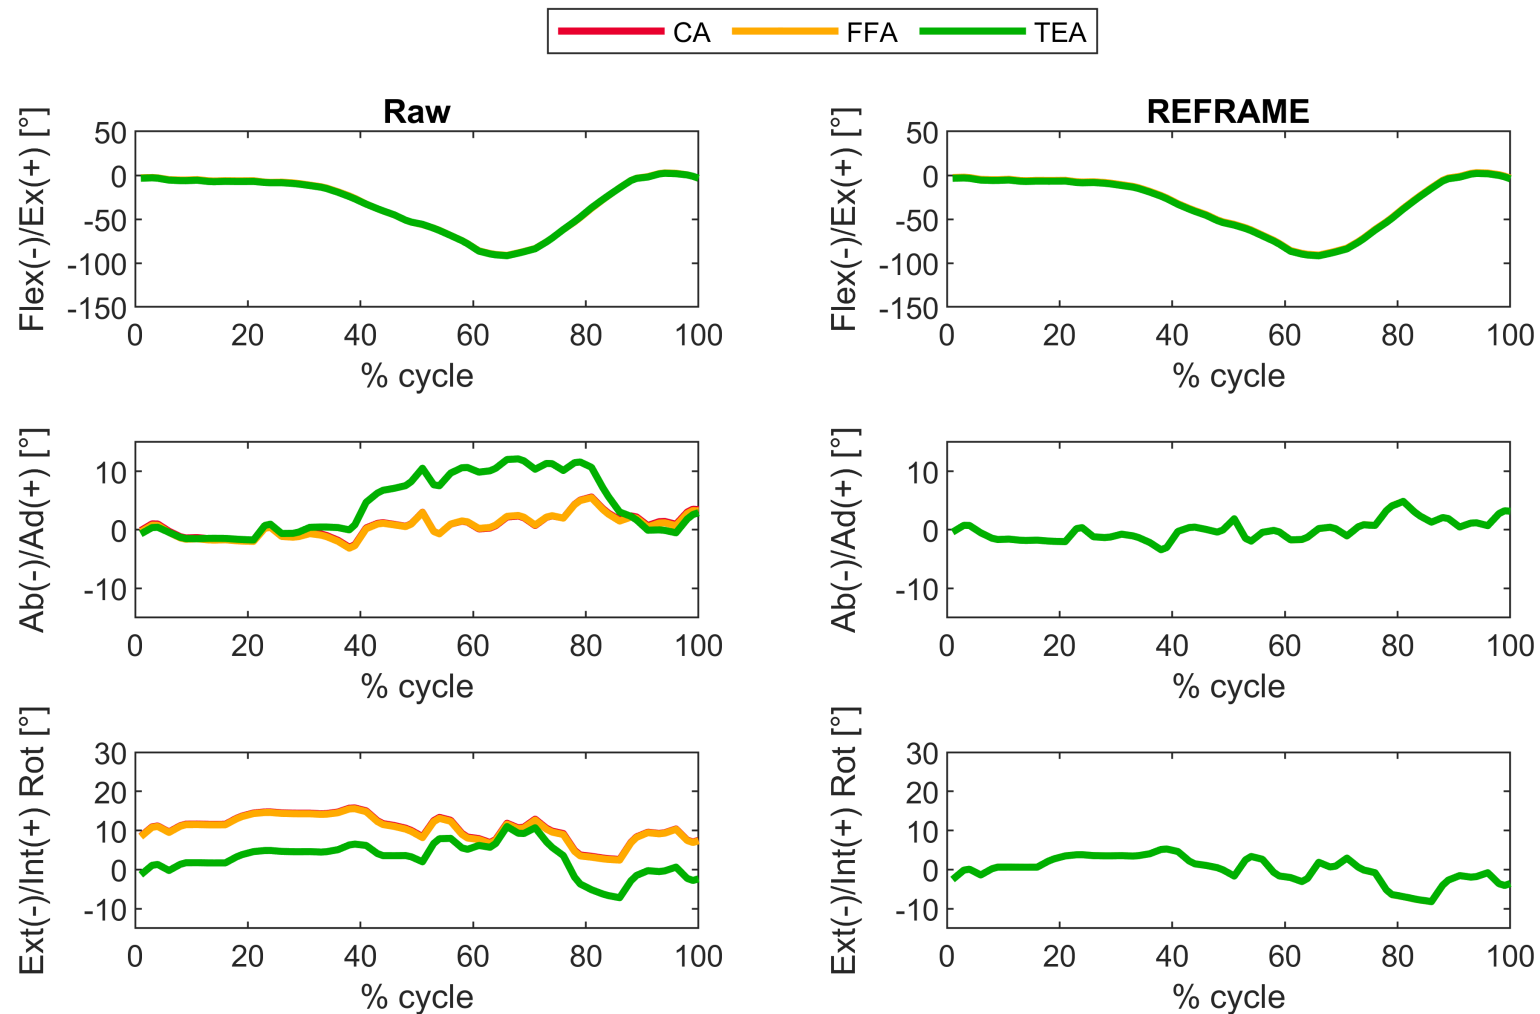 CA FFA TEA
Raw
Flex(-)/Ex(+) [°]
50
0
-50
-100
-150
0 20 40 60 80 100
% cycle
REFRAME
Flex(-)/Ex(+) [°]
50
0
-50
-100
-150
0 20 40 60 80 100
% cycle
Ab(-)/Ad(+) [°]
10
0
-10
0 20 40 60 80 100
% cycle
Ab(-)/Ad(+) [°]
10
0
-10
0 20 40 60 80 100
% cycle
Ext(-)/Int(+) Rot [°]
30
20
10
0
-10
0 20 40 60 80 100
% cycle
Ext(-)/Int(+) Rot [°]
30
20
10
0
-10
0 20 40 60 80 100
% cycle